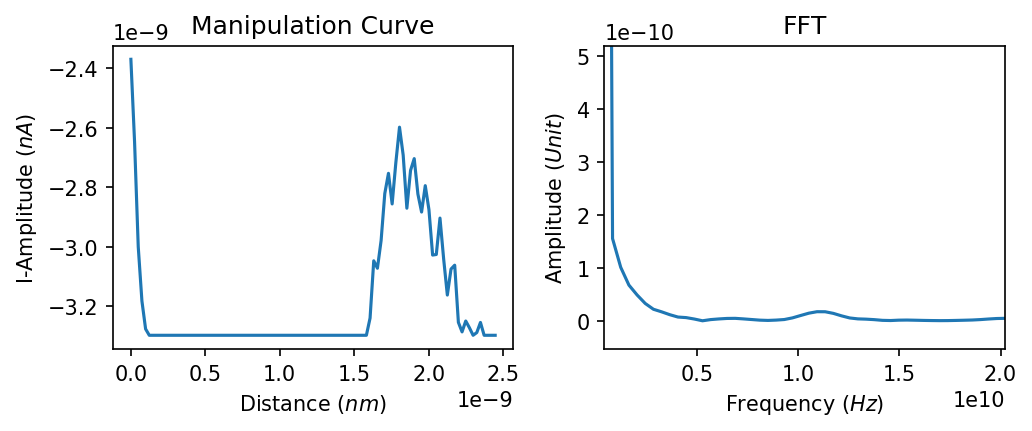 Manipulation Curve
1e−9
−2.4
−2.6
−2.8
−3.0
−3.2
I-Amplitude (nA)
0.0 0.5 1.0 1.5 2.0 2.5
Distance (nm)
1e−9
FFT
1e−10
5
4
3
2
1
0
Amplitude (Unit)
0.5 1.0 1.5 2.0
Frequency (Hz)
1e10